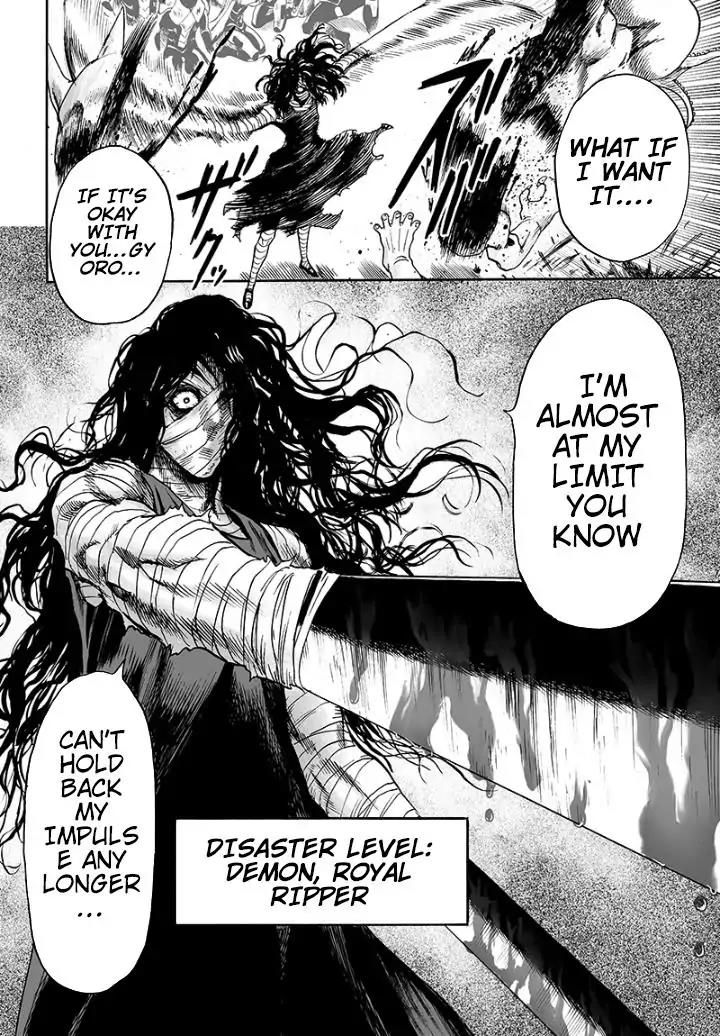 WHAT IF
I WANT
IT....
IF IT'S
OKAY
WITH
YOU...GY
ORO...
I'M
ALMOST
AT MY
LIMIT
YOU
KNOW
CAN'T
HOLD
BACK
MY
IMPULS
E ANY
LONGER
...
DISASTER LEVEL:
DEMON, ROYAL
RIPPER